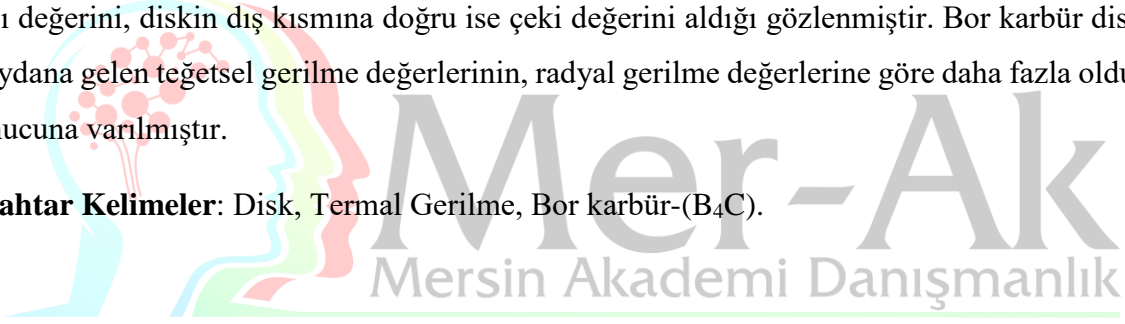 ı değerini, diskin dış kısmına doğru ise çeki değerini aldığı gözlenmiştir. Bor karbür dis
ydana gelen teğetsel gerilme değerlerinin, radyal gerilme değerlerine göre daha fazla oldu
ucuna varılmıştır.
ahtar Kelimeler: Disk, Termal Gerilme, Bor karbür-(B₄C).
Mer-Ak
Mersin Akademi Danışmanlık